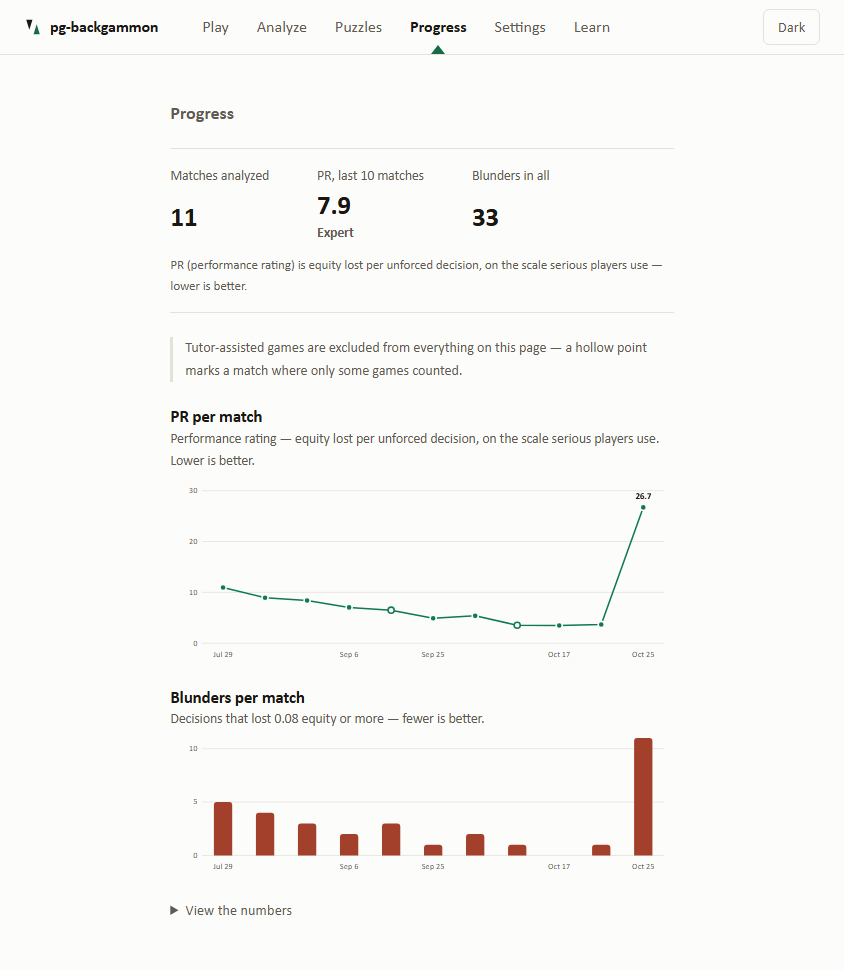 pg-backgammon Play Analyze Puzzles Progress Settings Learn Dark
Progress
Matches analyzed PR, last 10 matches Blunders in all
11 7.9 33
Expert
PR (performance rating) is equity lost per unforced decision, on the scale serious players use —
lower is better.
Tutor-assisted games are excluded from everything on this page — a hollow point
marks a match where only some games counted.
PR per match
Performance rating — equity lost per unforced decision, on the scale serious players use.
Lower is better.
30
26.7
20
10
0
Jul 29 Sep 6 Sep 25 Oct 17 Oct 25
Blunders per match
Decisions that lost 0.08 equity or more — fewer is better.
10
5
0
Jul 29 Sep 6 Sep 25 Oct 17 Oct 25
View the numbers